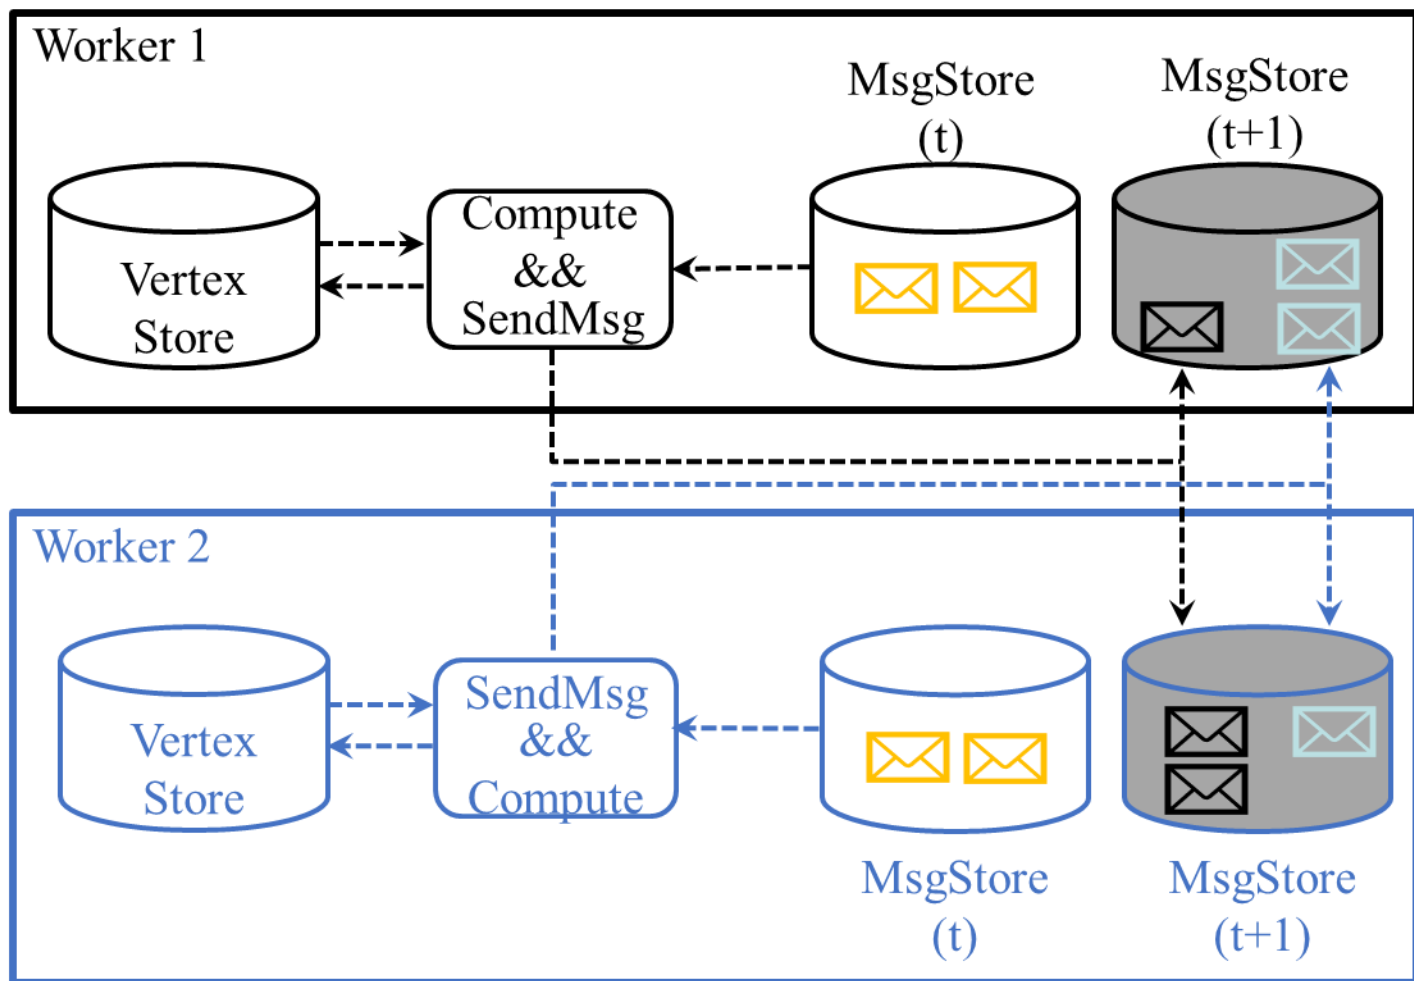 Worker 1
MsgStore
(t)
MsgStore
(t+1)
Vertex
Store
Compute
&&
SendMsg
Worker 2
Vertex
Store
SendMsg
&&
Compute
MsgStore
(t)
MsgStore
(t+1)